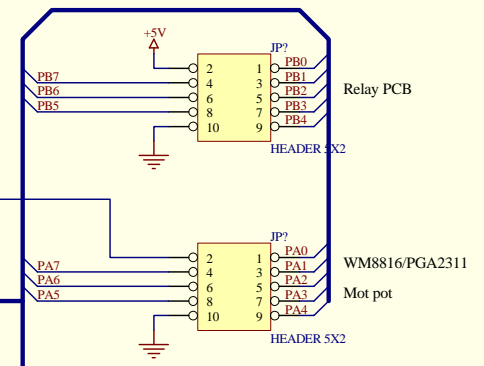 +5V
JP?
2 1 PB0
PB7 4 3 PB1
PB6 6 5 PB2 Relay PCB
PB5 8 7 PB3
10 9 PB4
HEADER 5X2
JP?
2 1 PA0
PA7 4 3 PA1 WM8816/PGA2311
PA6 6 5 PA2
PA5 8 7 PA3 Mot pot
10 9 PA4
HEADER 5X2